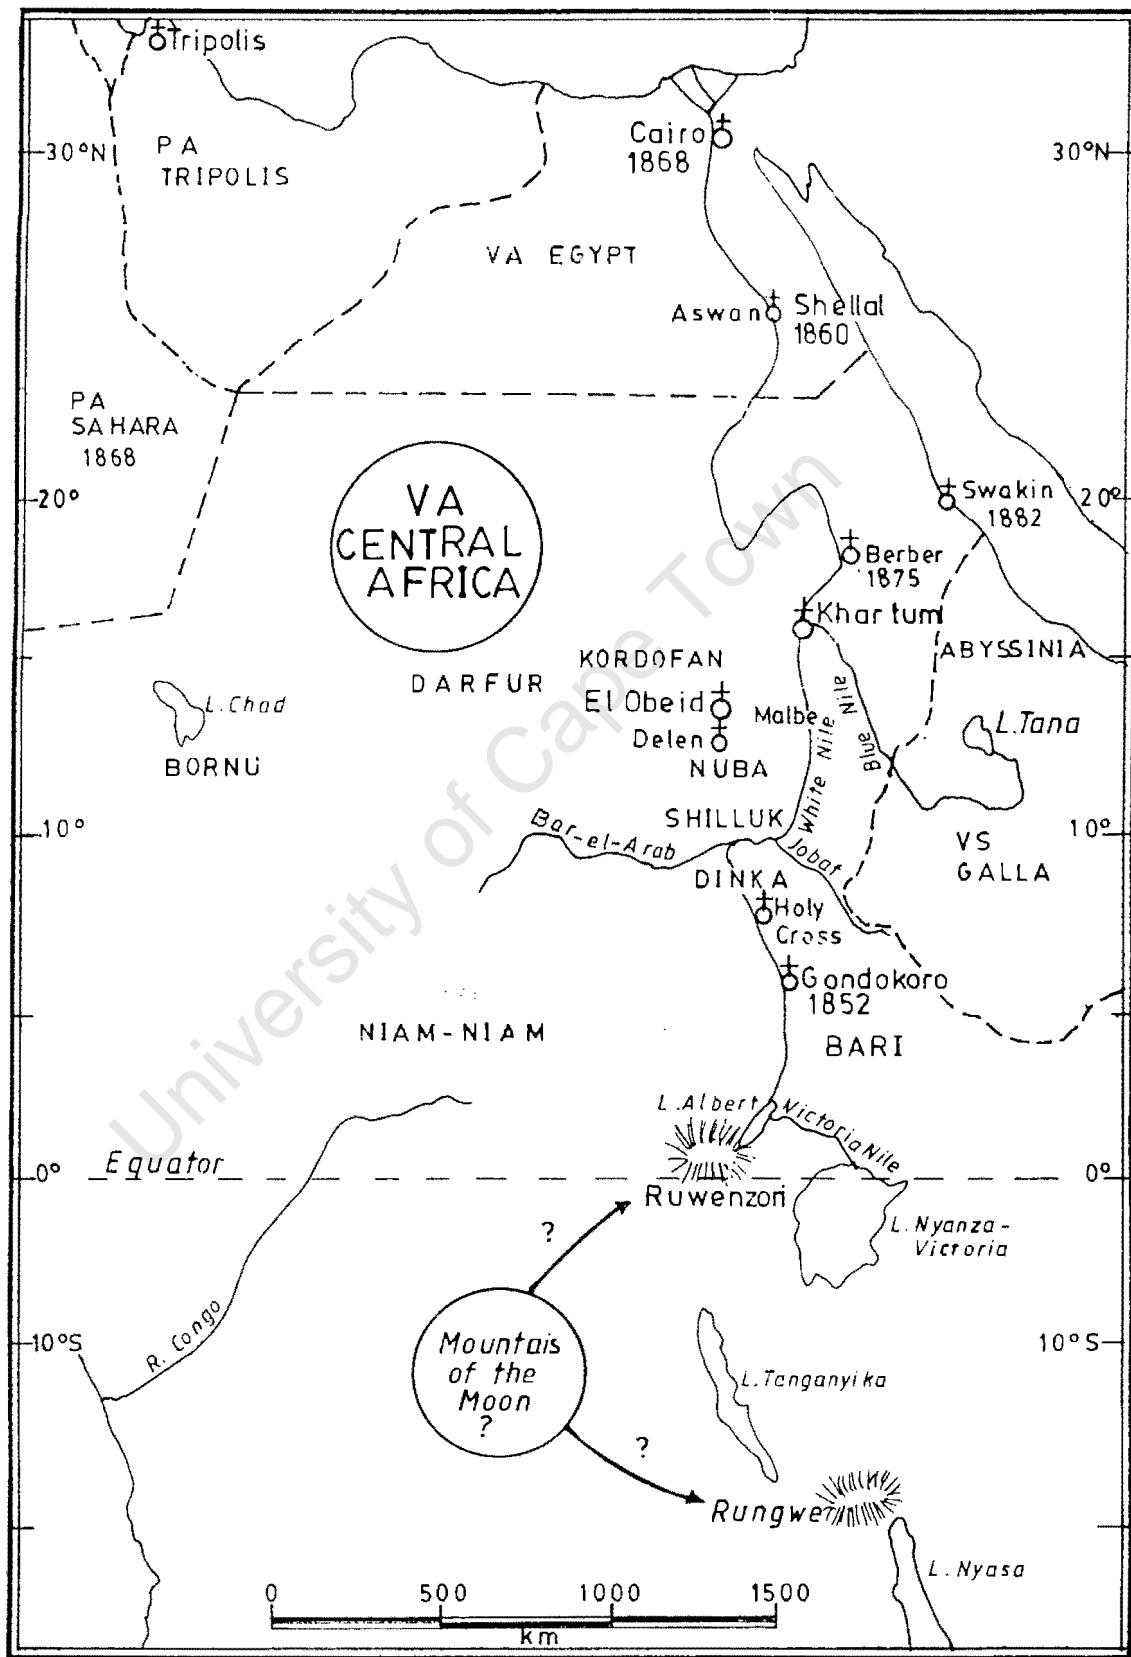 Tripolis
PA
TRIPOLIS
30°N
Cairo
1868
30°N
VA EGYPT
Aswan
Shellal
1860
PA
SAHARA
1868
20°
VA
CENTRAL
AFRICA
Swakin
1882
20°
Berber
1875
Khartum
ABYSSINIA
KORDOFAN
DARFUR
El Obeid
Malbe
White Nile
Blue Nile
L.Tana
L.Chad
BORNU
Delen
NUBA
SHILLUK
10°
Bar-el-Arab
Jobat
VS
GALLA
10°
DINKA
Holy
Cross
Gondokoro
1852
NIAM-NIAM
BARI
L.Albert
Victoria Nile
Equator
0°
0°
Ruwenzori
?
L.Nyanza-
Victoria
R. Congo
10°S
Mountais
of the
Moon
?
10°S
L.Tanganyika
?
Rungwe
L.Nyasa
0 500 1000 1500
km
University of Cape Town